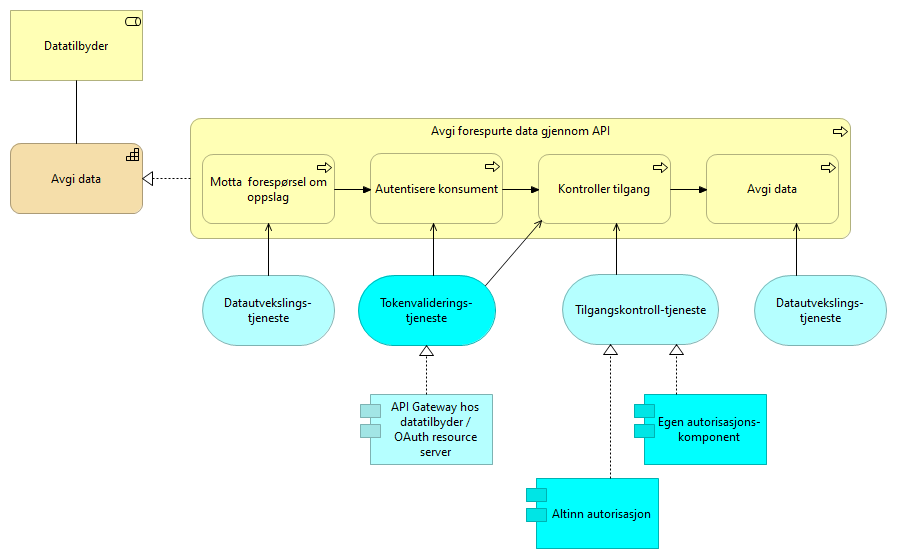 Datatilbyder
Avgi data
Avgi forespurte data gjennom API
Motta forespørsel om
oppslag
Autentisere konsument
Kontroller tilgang
Avgi data
Datautvekslings-
tjeneste
Tokenvaliderings-
tjeneste
Tilgangskontroll-tjeneste
Datautvekslings-
tjeneste
API Gateway hos
datatilbyder /
OAuth resource
server
Egen autorisasjons-
komponent
Altinn autorisasjon